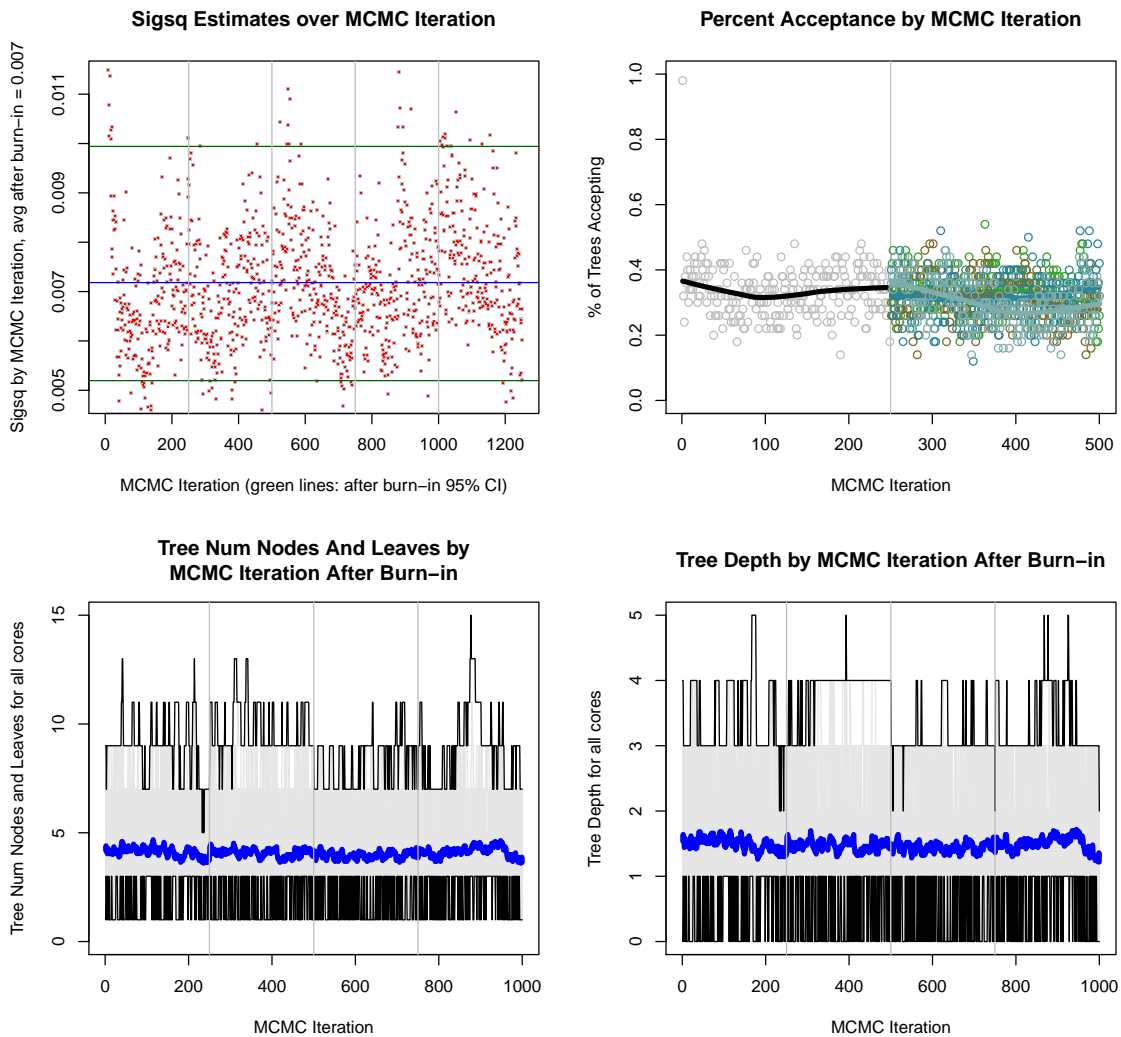 Sigsq Estimates over MCMC Iteration
Sigsq by MCMC Iteration, avg after burn−in = 0.007
0.011
0.009
0.007
0.005
0 200 400 600 800 1000 1200
MCMC Iteration (green lines: after burn−in 95% CI)
Percent Acceptance by MCMC Iteration
% of Trees Accepting
1.0
0.8
0.6
0.4
0.2
0.0
0 100 200 300 400 500
MCMC Iteration
Tree Num Nodes And Leaves by
MCMC Iteration After Burn−in
Tree Num Nodes and Leaves for all cores
15
10
5
0
0 200 400 600 800 1000
MCMC Iteration
Tree Depth by MCMC Iteration After Burn−in
Tree Depth for all cores
5
4
3
2
1
0
0 200 400 600 800 1000
MCMC Iteration